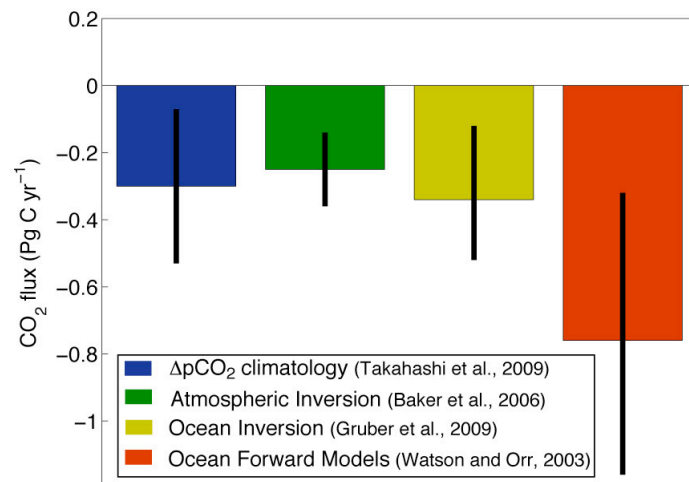 0.2
0
−0.2
−0.4
−0.6
−0.8
−1
CO₂ flux (Pg C yr⁻¹)
ΔpCO₂ climatology (Takahashi et al., 2009)
Atmospheric Inversion (Baker et al., 2006)
Ocean Inversion (Gruber et al., 2009)
Ocean Forward Models (Watson and Orr, 2003)